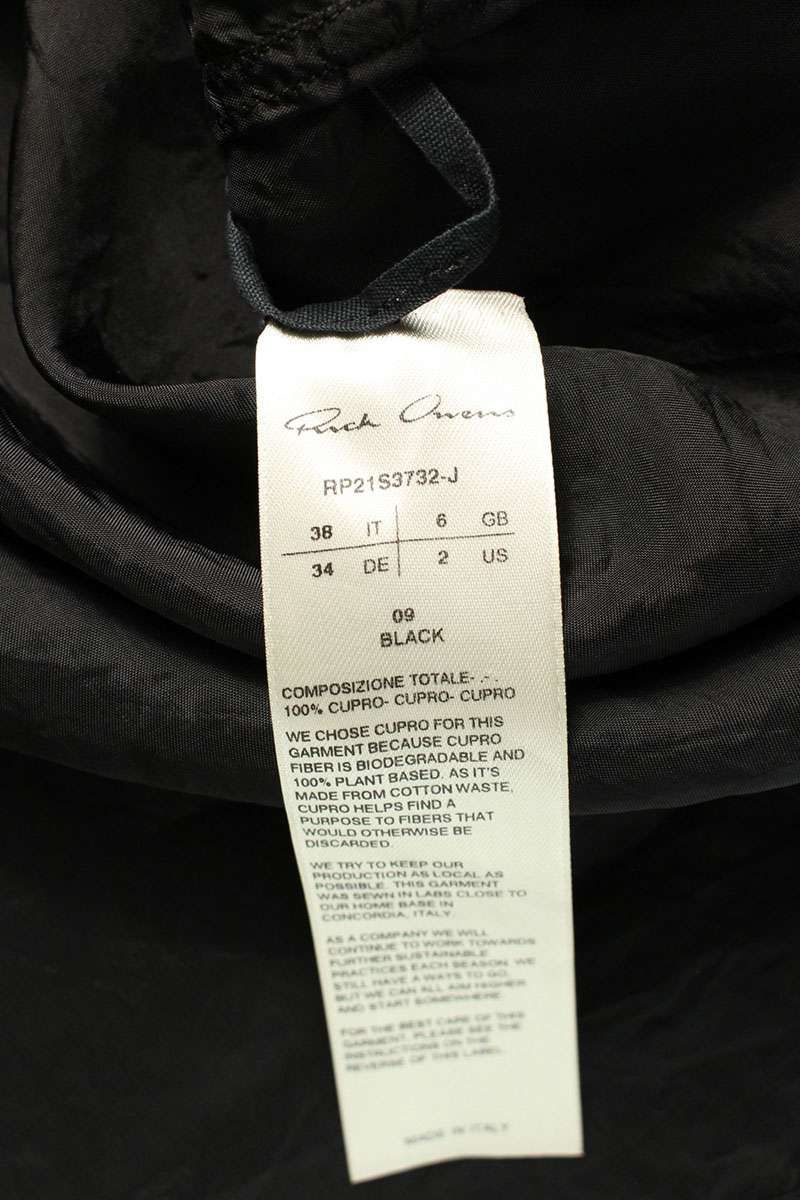 Rick Owens
RP21S3732-J
38 IT 6 GB
34 DE 2 US
09
BLACK
COMPOSIZIONE TOTALE- .- .
100% CUPRO- CUPRO- CUPRO
WE CHOSE CUPRO FOR THIS
GARMENT BECAUSE CUPRO
FIBER IS BIODEGRADABLE AND
100% PLANT BASED. AS IT'S
MADE FROM COTTON WASTE,
CUPRO HELPS FIND A
PURPOSE TO FIBERS THAT
WOULD OTHERWISE BE
DISCARDED.
WE TRY TO KEEP OUR
PRODUCTION AS LOCAL AS
POSSIBLE. THIS GARMENT
WAS SEWN IN LABS CLOSE TO
OUR HOME BASE IN
CONCORDIA, ITALY.
AS A COMPANY WE WILL
CONTINUE TO WORK TOWARDS
FURTHER SUSTAINABLE
PRACTICES EACH SEASON. WE
STILL HAVE A WAYS TO GO,
BUT WE CAN ALL AIM HIGHER
AND START SOMEWHERE.
FOR THE BEST CARE OF THIS
GARMENT, PLEASE SEE THE
INSTRUCTIONS ON THE
REVERSE OF THIS LABEL.
MADE IN ITALY